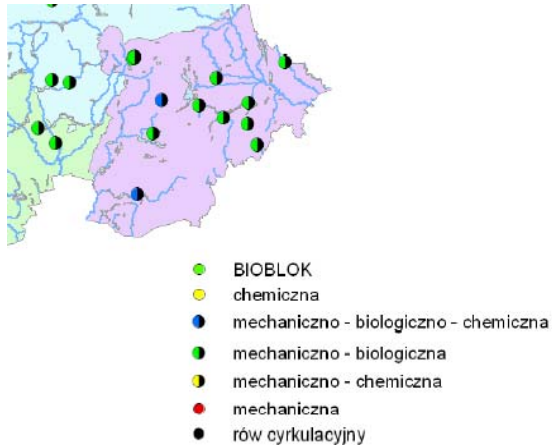 BIOBLOK
chemiczna
mechaniczno - biologiczno - chemiczna
mechaniczno - biologiczna
mechaniczno - chemiczna
mechaniczna
rów cyrkulacyjny